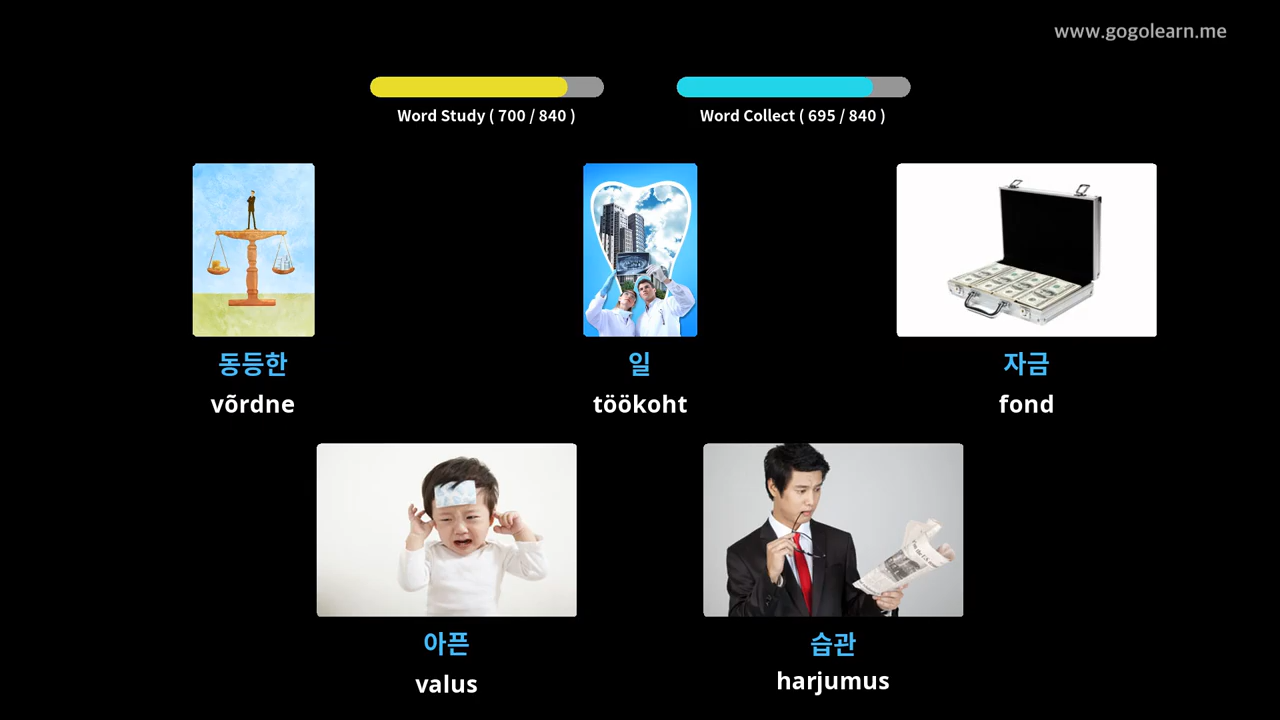 www.gogolearn.me
Word Study ( 700 / 840 )
Word Collect ( 695 / 840 )
동등한
võrdne
일
töökoht
자금
fond
아픈
valus
습관
harjumus